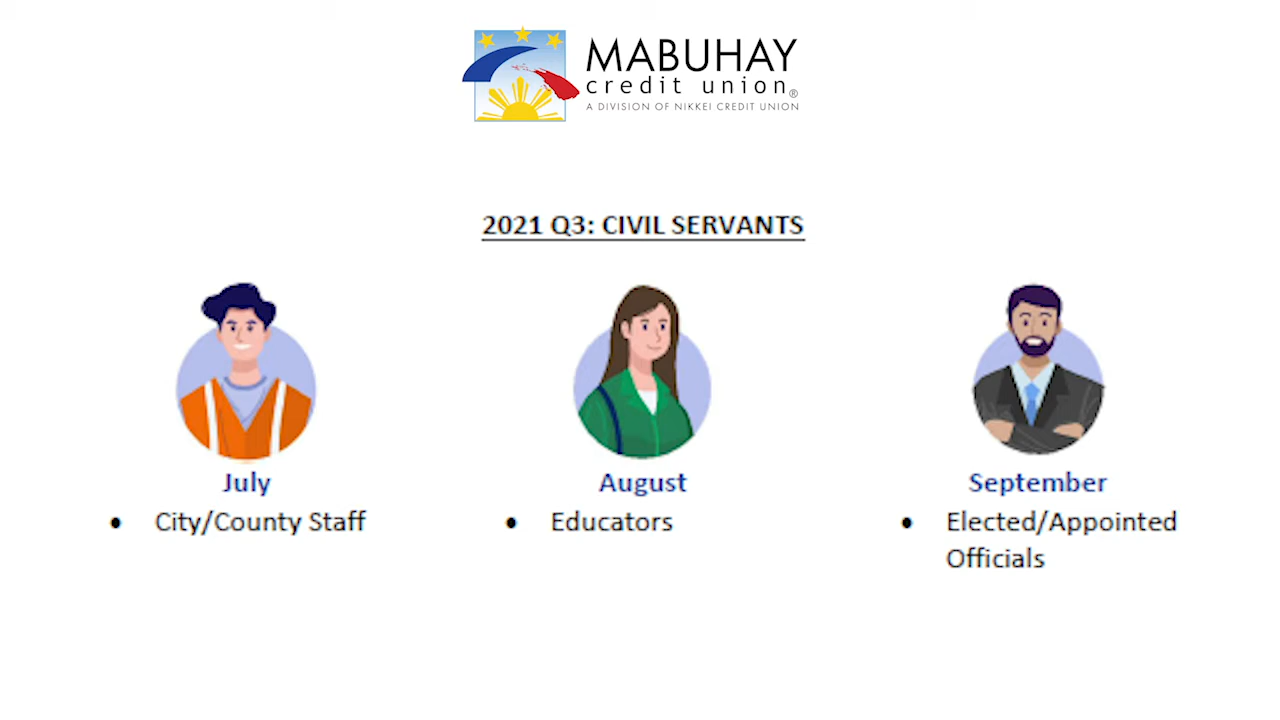 MABUHAY
credit union®
A DIVISION OF NIKKEI CREDIT UNION
2021 Q3: CIVIL SERVANTS
July
• City/County Staff
August
• Educators
September
• Elected/Appointed
Officials